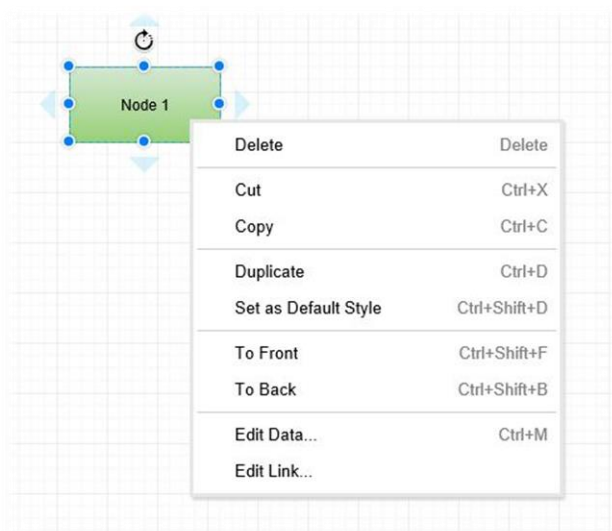 Node 1
Delete Delete
Cut Ctrl+X
Copy Ctrl+C
Duplicate Ctrl+D
Set as Default Style Ctrl+Shift+D
To Front Ctrl+Shift+F
To Back Ctrl+Shift+B
Edit Data... Ctrl+M
Edit Link...